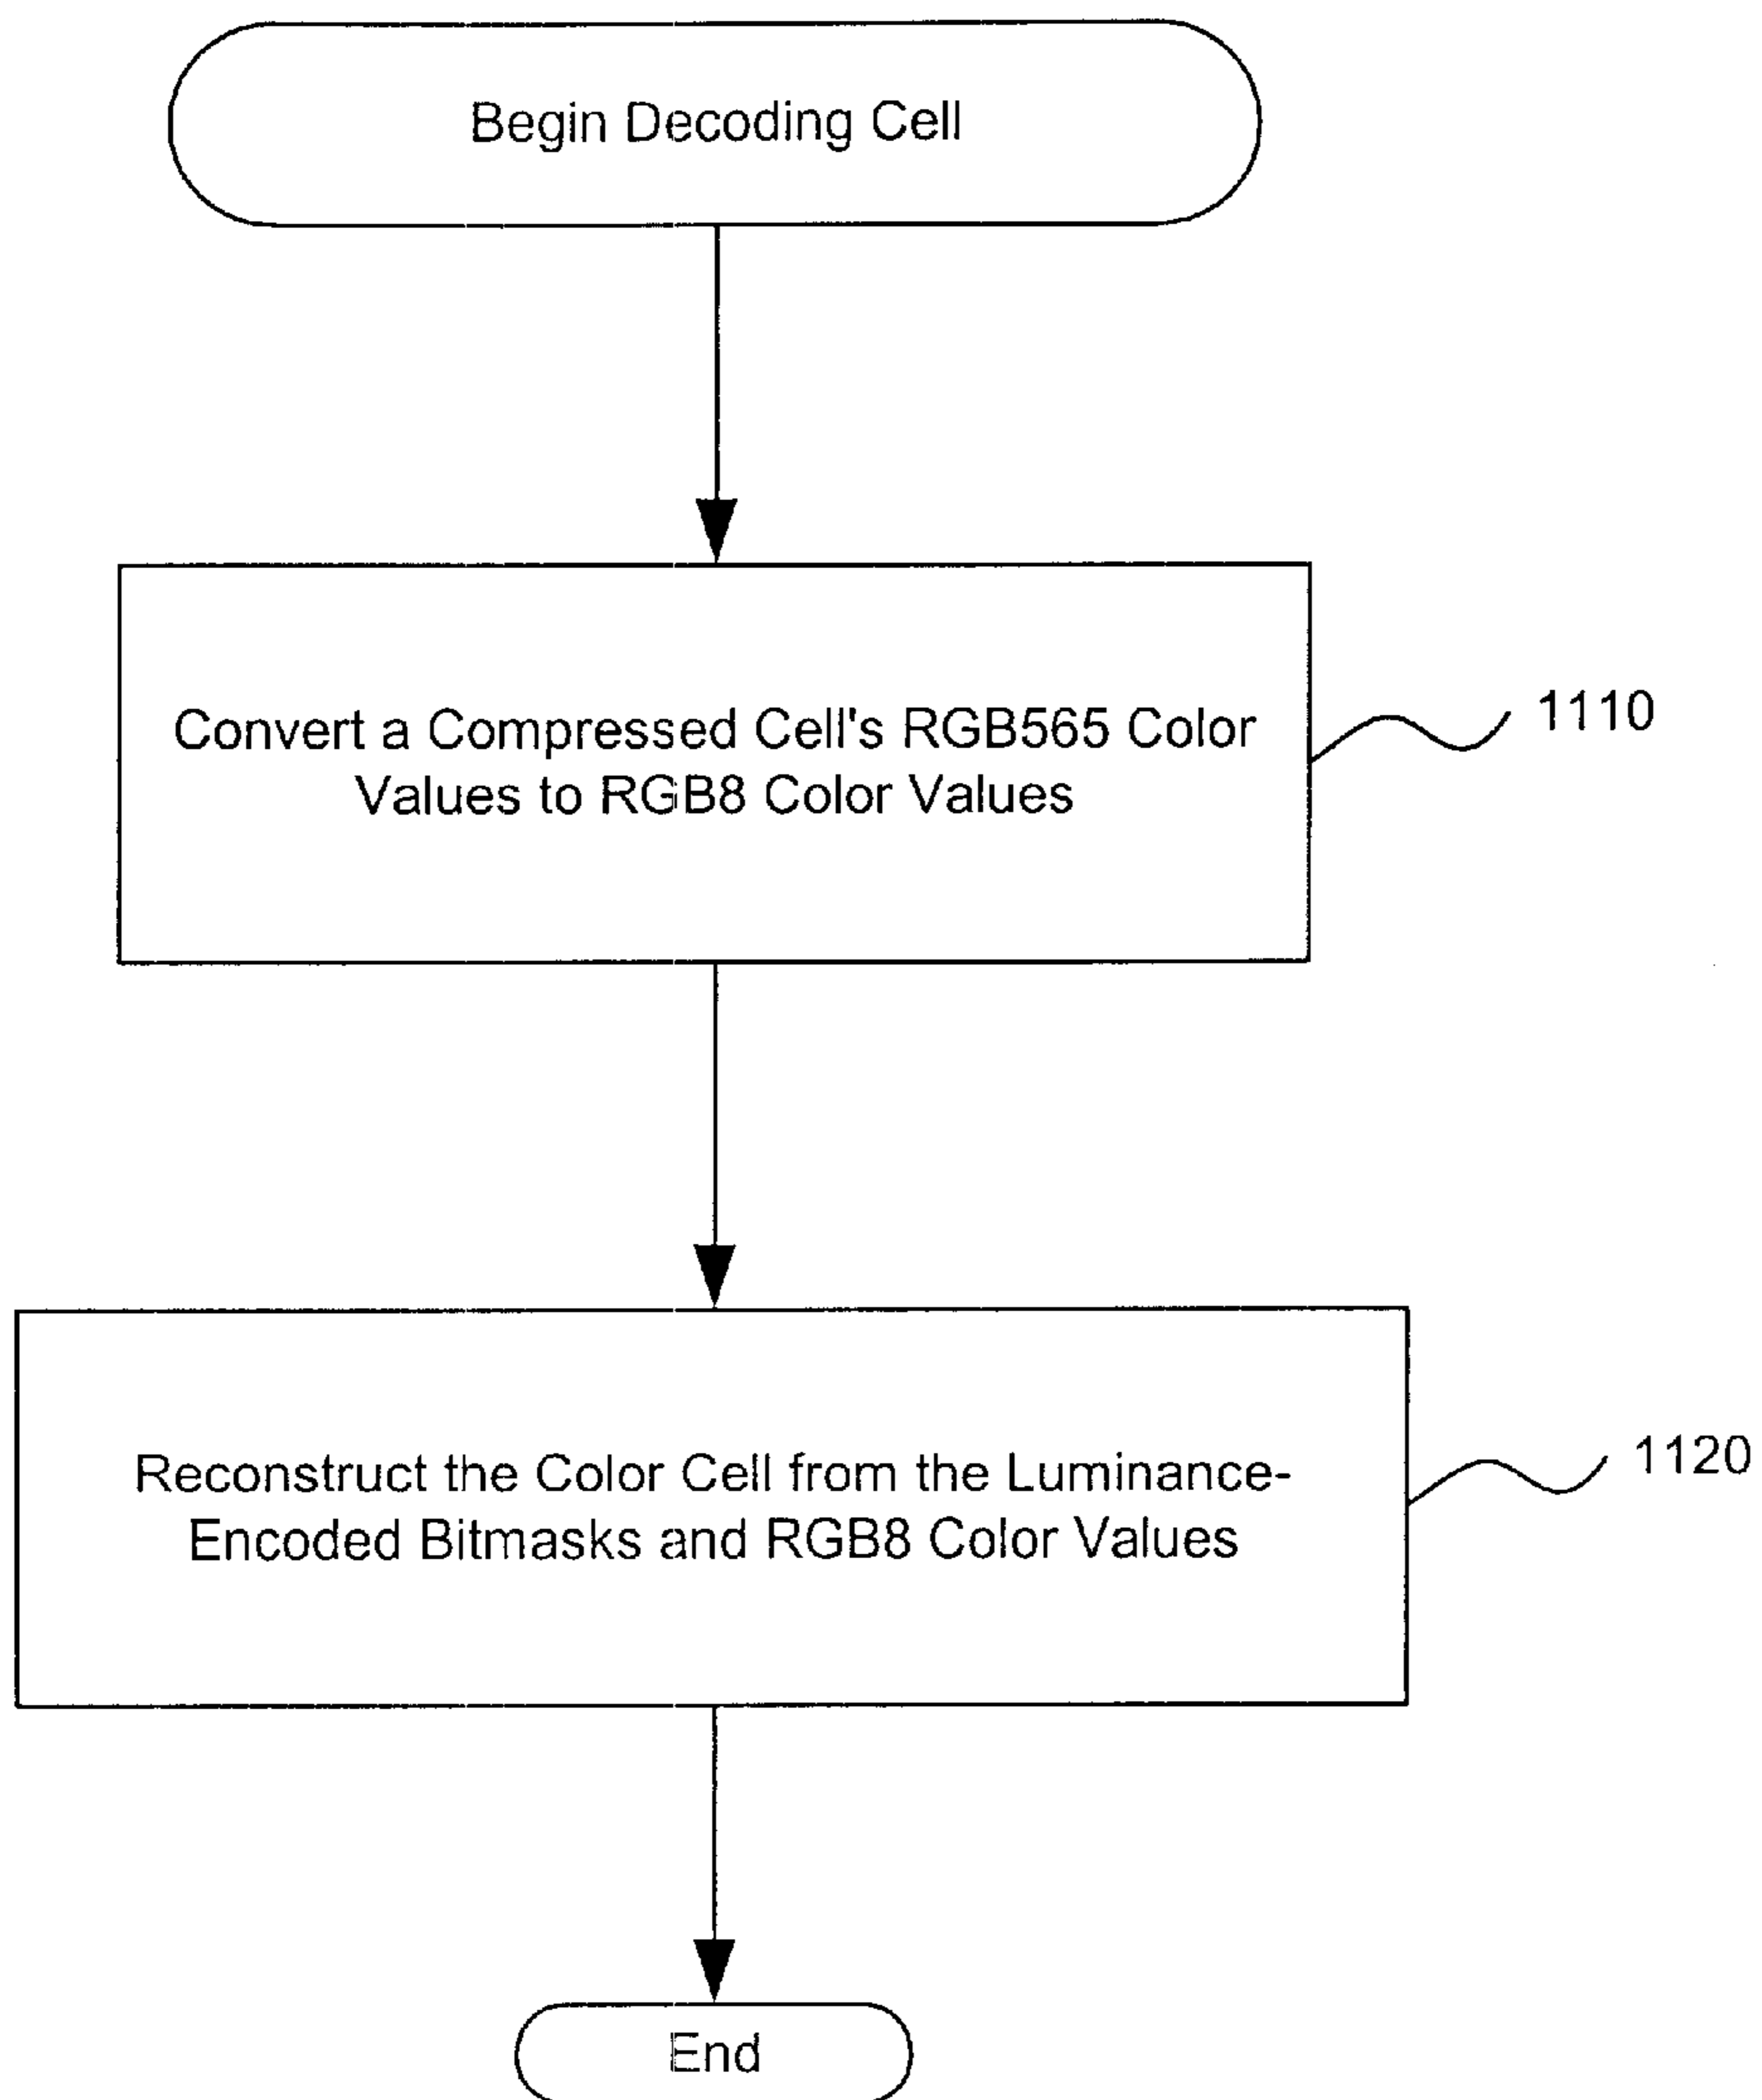 Begin Decoding Cell
Convert a Compressed Cell's RGB565 Color
Values to RGB8 Color Values
1110
Reconstruct the Color Cell from the Luminance-
Encoded Bitmasks and RGB8 Color Values
1120
End